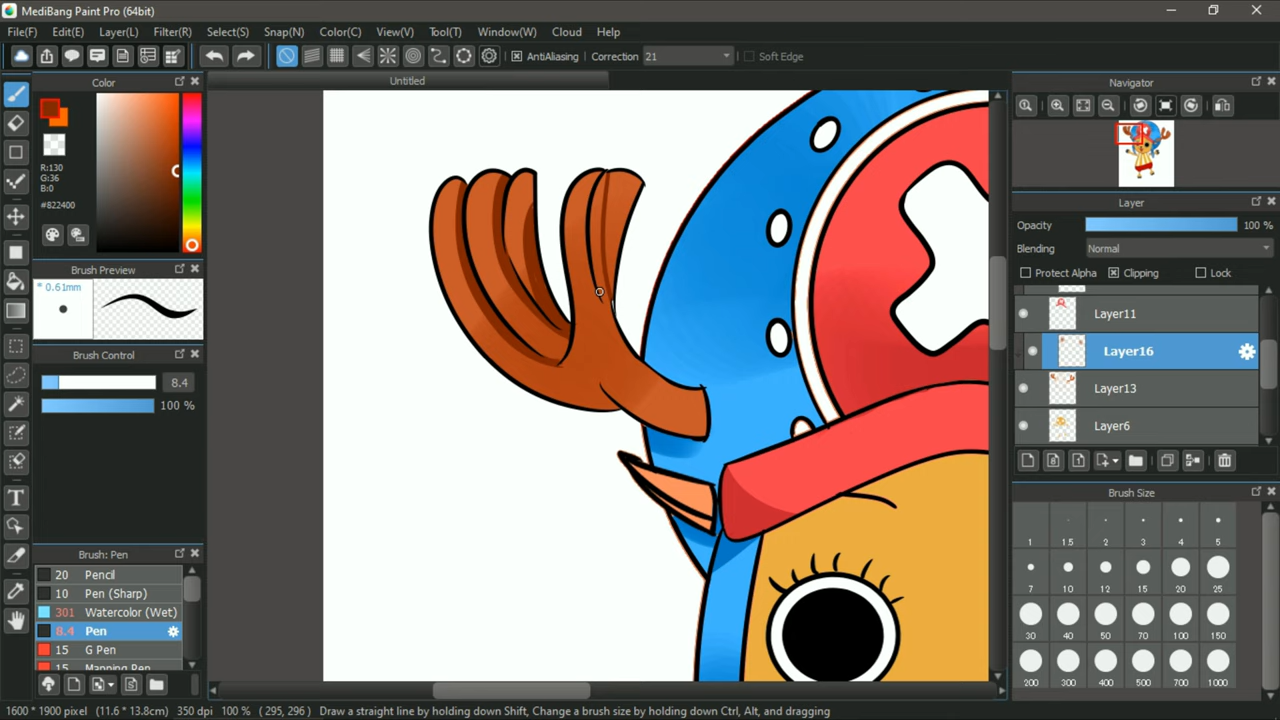 MediBang Paint Pro (64bit)
File(F) Edit(E) Layer(L) Filter(R) Select(S) Snap(N) Color(C) View(V) Tool(T) Window(W) Cloud Help
AntiAliasing Correction 21 Soft Edge
Color
Untitled
Navigator
R:130
G:36
B:0
#822400
Layer
Opacity 100 %
Blending Normal
Protect Alpha Clipping Lock
Brush Preview
* 0.61mm
Layer11
Layer16
Layer13
Layer6
Brush Control
8.4
100 %
Brush Size
1 1.5 2 3 4 5
7 10 12 15 20 25
30 40 50 70 100 150
200 300 400 500 700 1000
Brush: Pen
20 Pencil
10 Pen (Sharp)
301 Watercolor (Wet)
8.4 Pen
15 G Pen
15 Mapping Pen
1600 * 1900 pixel (11.6 * 13.8cm) 350 dpi 100 % ( 295, 296 ) Draw a straight line by holding down Shift, Change a brush size by holding down Ctrl, Alt, and dragging